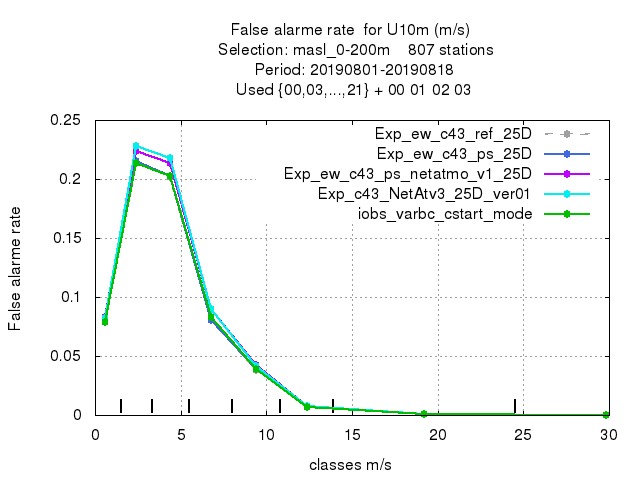 False alarme rate  for U10m (m/s)
Selection: masl_0-200m    807 stations
Period: 20190801-20190818
Used {00,03,...,21} + 00 01 02 03
Exp_ew_c43_ref_25D
Exp_ew_c43_ps_25D
Exp_ew_c43_ps_netatmo_v1_25D
Exp_c43_NetAtv3_25D_ver01
iobs_varbc_cstart_mode
False alarme rate
0.25
0.2
0.15
0.1
0.05
0
0 5 10 15 20 25 30
classes m/s